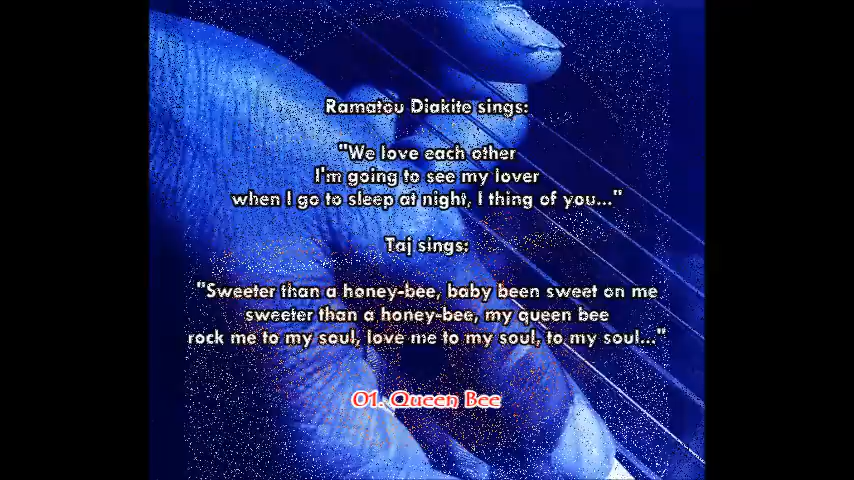 Ramatou Diakite sings:
"We love each other
I'm going to see my lover
when I go to sleep at night, I thing of you..."
Taj sings:
"Sweeter than a honey-bee, baby been sweet on me
sweeter than a honey-bee, my queen bee
rock me to my soul, love me to my soul, to my soul..."
01. Queen Bee